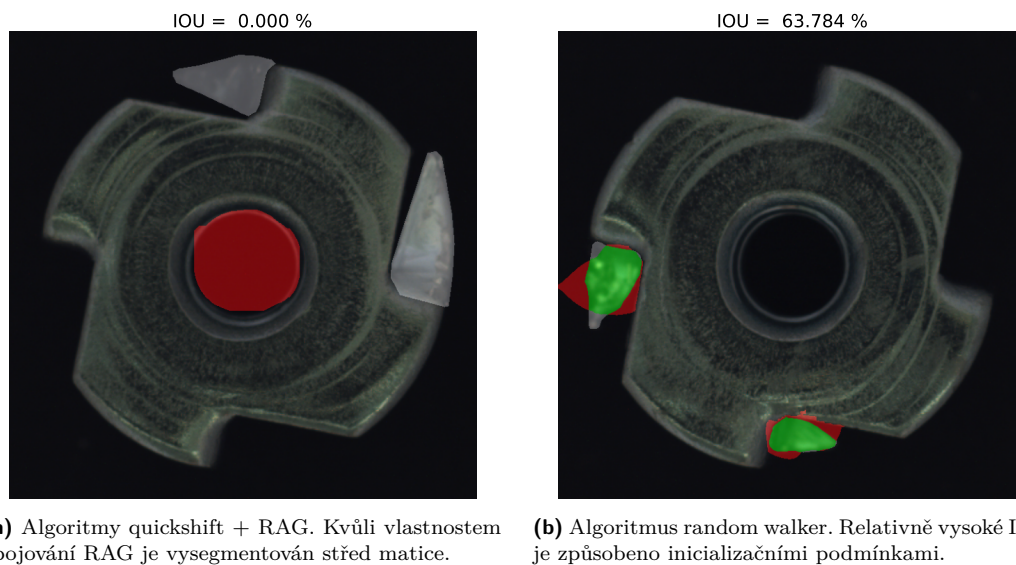 IOU = 0.000 %
IOU = 63.784 %
) Algoritmy quickshift + RAG. Kvůli vlastnostem
pojování RAG je vysegmentován střed matice.
(b) Algoritmus random walker. Relativně vysoké
je způsobeno inicializačními podmínkami.